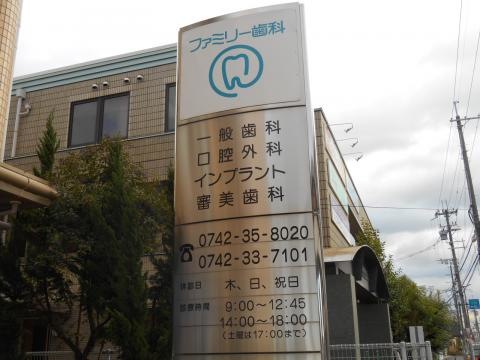 ファミリー歯科
一般歯科
口腔外科
インプラント
審美歯科
0742-35-8020
0742-33-7101
休診日 木、日、祝日
診療時間 9:00〜12:45
14:00〜18:00
(土曜は17:00まで)